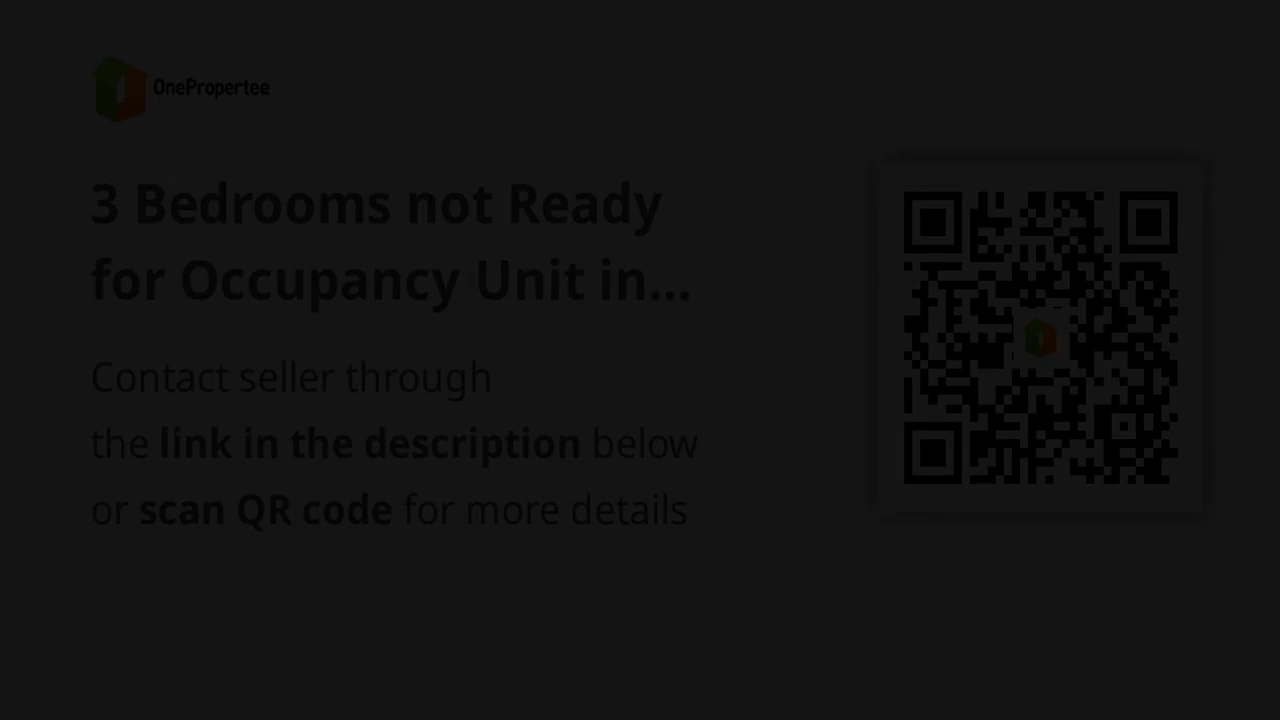 OnePropertee
3 Bedrooms not Ready
for Occupancy Unit in...
Contact seller through
the link in the description below
or scan QR code for more details